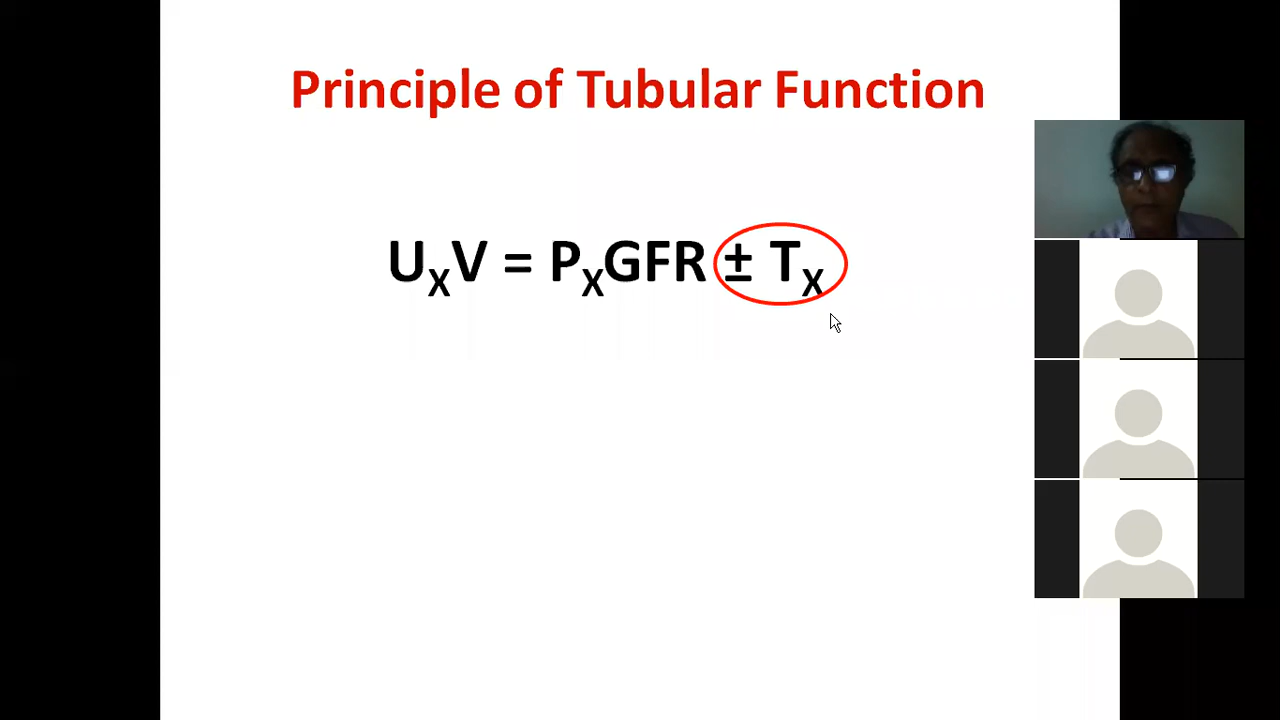 Principle of Tubular Function
UₓV = PₓGFR ± Tₓ